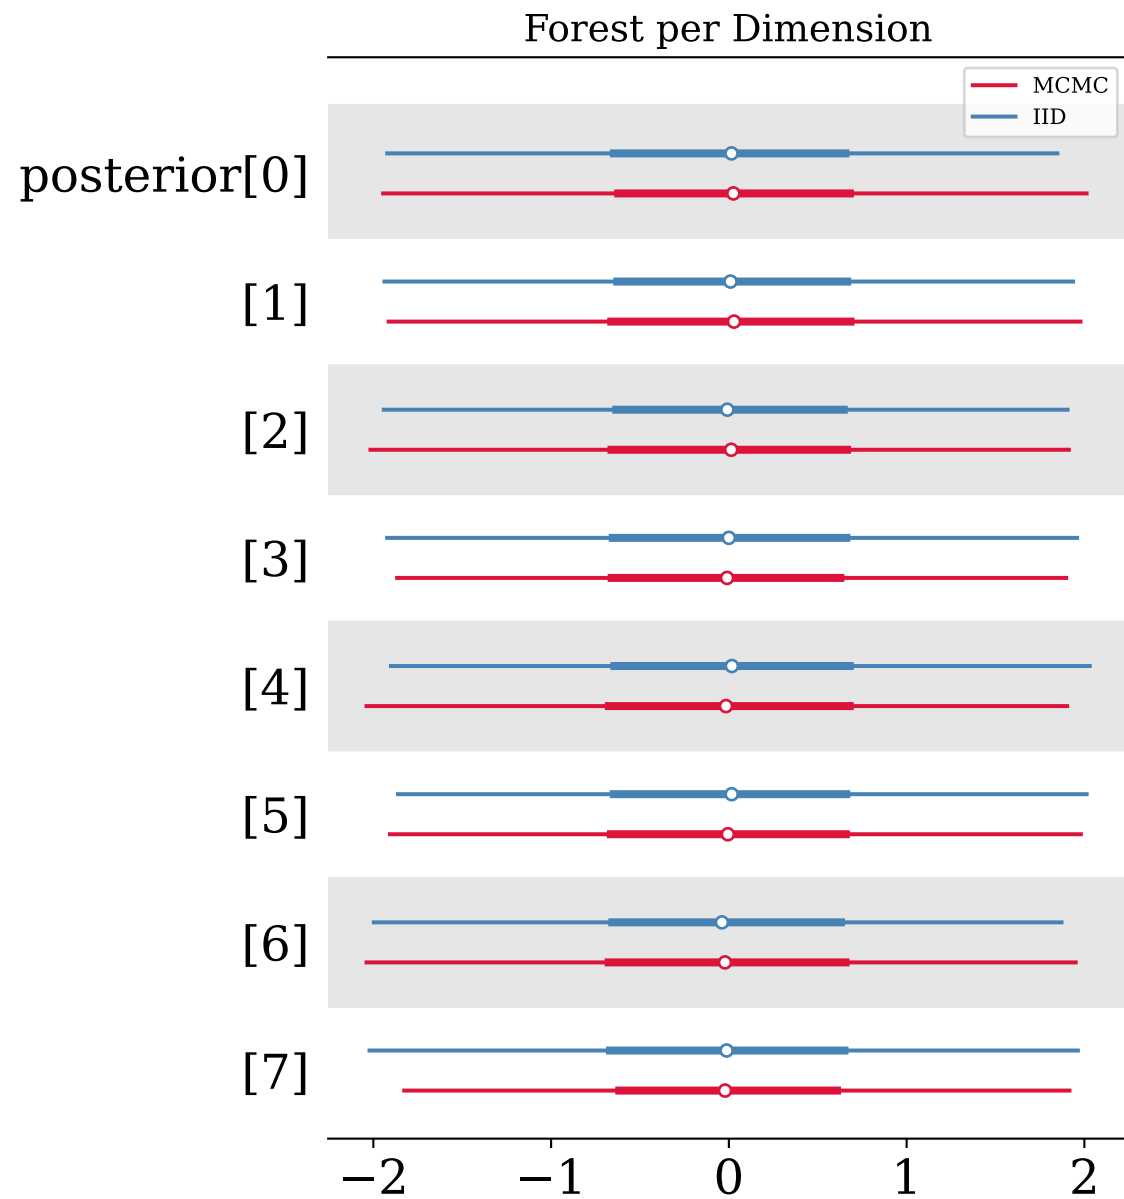 Forest per Dimension
MCMC
IID
posterior[0]
[1]
[2]
[3]
[4]
[5]
[6]
[7]
−2 −1 0 1 2